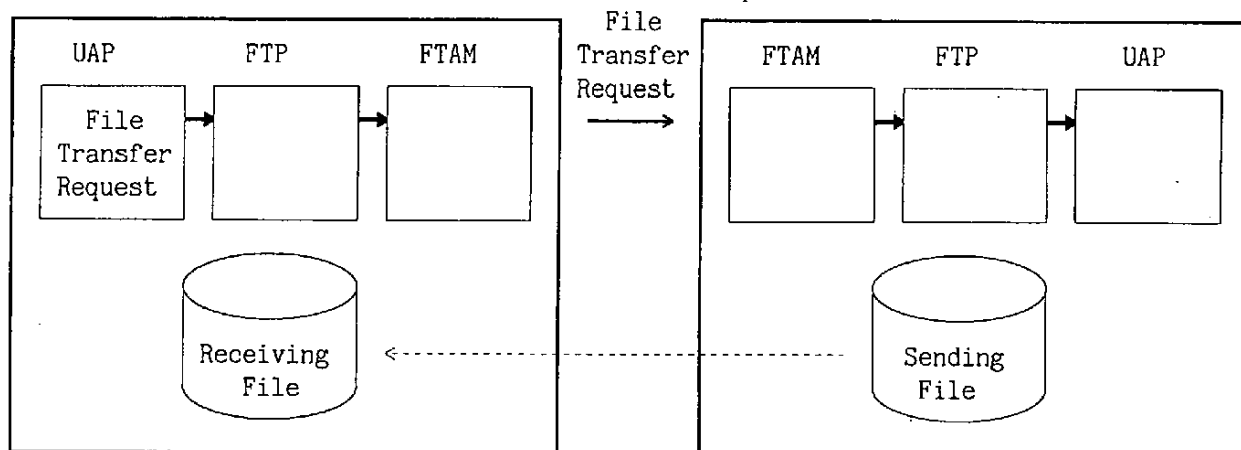 File
Transfer
Request
UAP FTP FTAM
FTAM FTP UAP
File
Transfer
Request
Receiving
File
Sending
File